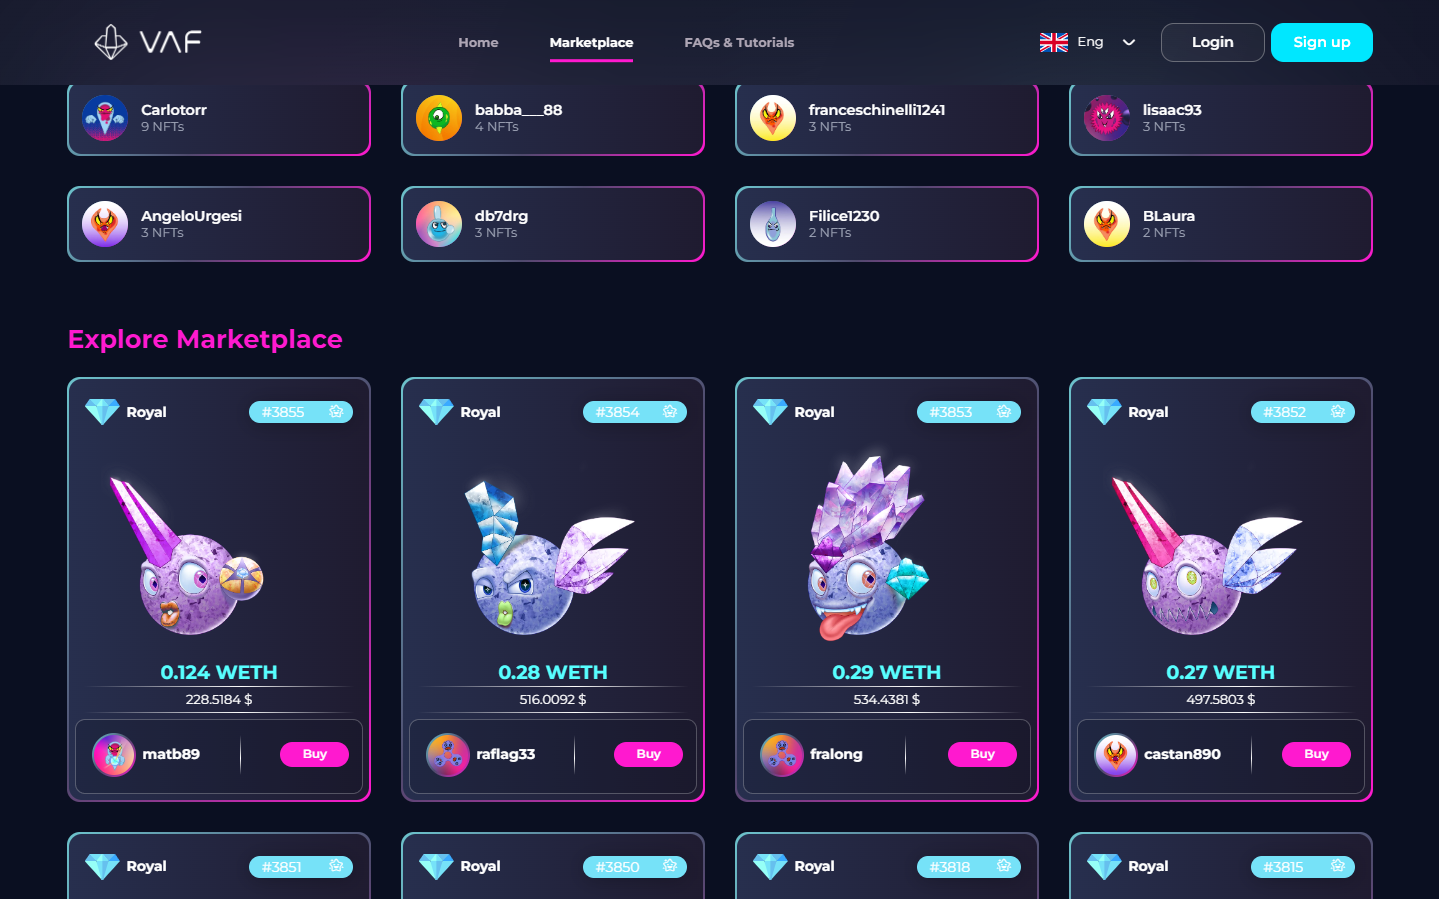 VAF
Home
Marketplace
FAQs & Tutorials
Eng
Login
Sign up
Carlotorr
9 NFTs
babba___88
4 NFTs
franceschinelli1241
3 NFTs
lisaac93
3 NFTs
AngeloUrgesi
3 NFTs
db7drg
3 NFTs
Filice1230
2 NFTs
BLaura
2 NFTs
Explore Marketplace
Royal
#3855
0.124 WETH
228.5184 $
matb89
Buy
Royal
#3854
0.28 WETH
516.0092 $
raflag33
Buy
Royal
#3853
0.29 WETH
534.4381 $
fralong
Buy
Royal
#3852
0.27 WETH
497.5803 $
castan890
Buy
Royal
#3851
Royal
#3850
Royal
#3818
Royal
#3815